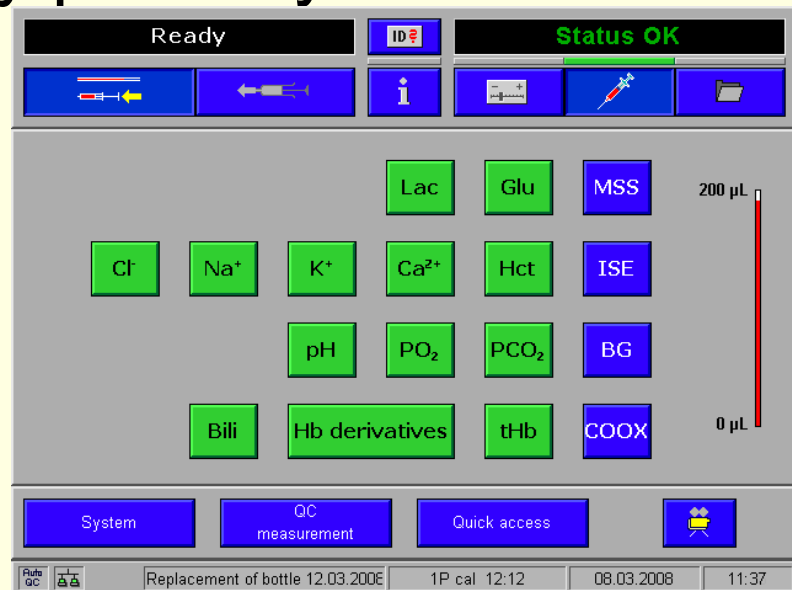 Ready
ID
Status OK
i
- +
Lac Glu MSS 200 µL
Cl⁻ Na⁺ K⁺ Ca²⁺ Hct ISE
pH PO₂ PCO₂ BG
Bili Hb derivatives tHb COOX 0 µL
System
QC
measurement
Quick access
Auto
QC
Replacement of bottle 12.03.2008 1P cal 12:12 08.03.2008 11:37